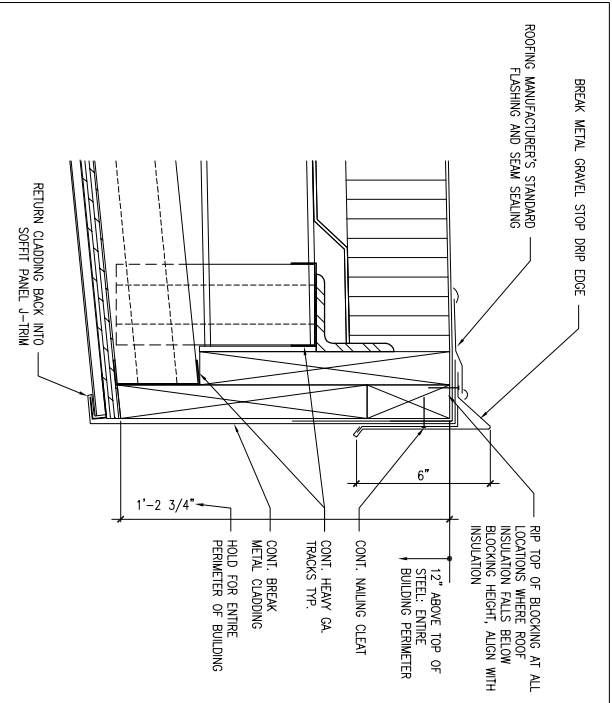 BREAK METAL GRAVEL STOP DRIP EDGE
ROOFING MANUFACTURER'S STANDARD
FLASHING AND SEAM SEALING
RETURN CLADDING BACK INTO
SOFFIT PANEL J-TRIM
6"
1'-2 3/4"
RIP TOP OF BLOCKING AT ALL
LOCATIONS WHERE ROOF
INSULATION FALLS BELOW
BLOCKING HEIGHT, ALIGN WITH
INSULATION
12" ABOVE TOP OF
STEEL: ENTIRE
BUILDING PERIMETER
CONT. NAILING CLEAT
CONT. HEAVY GA.
TRACKS TYP.
CONT. BREAK
METAL CLADDING
HOLD FOR ENTIRE
PERIMETER OF BUILDING